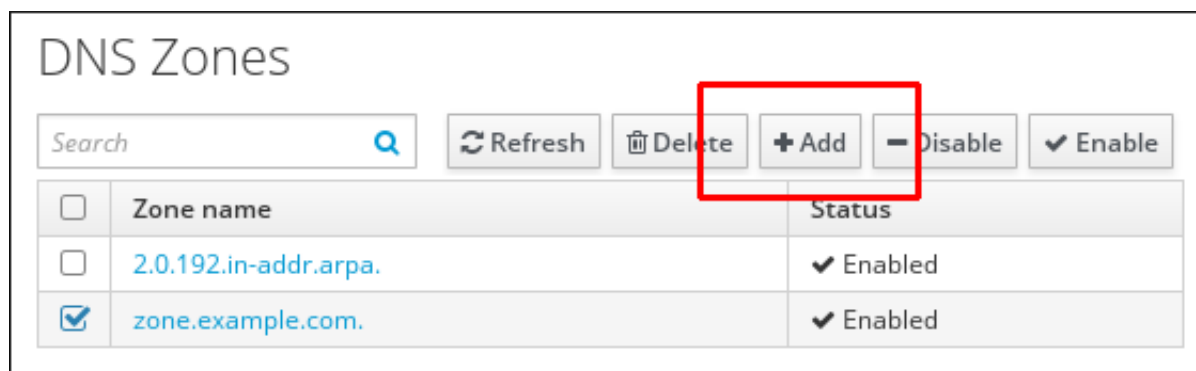 DNS Zones
Search Refresh Delete Add Disable Enable
Zone name Status
2.0.192.in-addr.arpa. Enabled
zone.example.com. Enabled